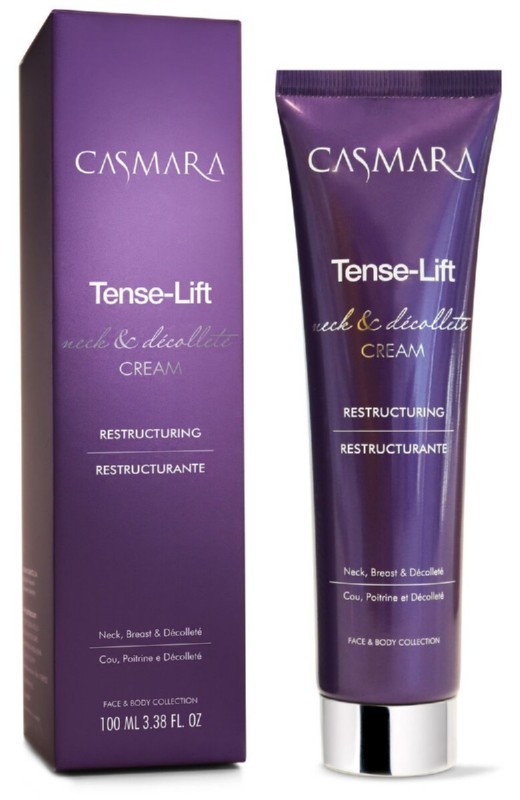 CASMARA
Tense-Lift
neck & décolleté
CREAM
RESTRUCTURING
RESTRUCTURANTE
Neck, Breast & Décolleté
Cou, Poitrine e Décolleté
FACE & BODY COLLECTION
100 ML 3.38 FL. OZ
CASMARA
Tense-Lift
neck & décolleté
CREAM
RESTRUCTURING
RESTRUCTURANTE
Neck, Breast & Décolleté
Cou, Poitrine et Décolleté
FACE & BODY COLLECTION